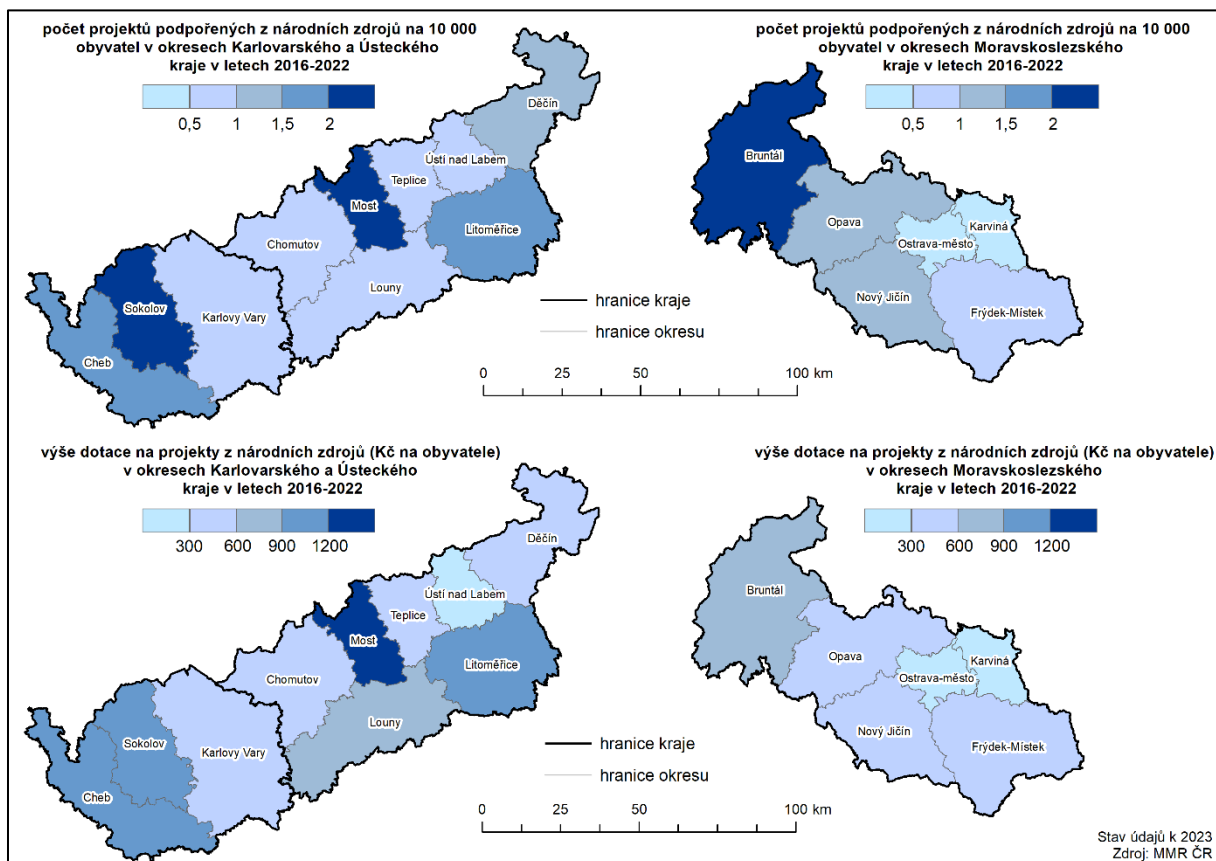 počet projektů podpořených z národních zdrojů na 10 000
obyvatel v okresech Karlovarského a Ústeckého
kraje v letech 2016-2022
0,5 1 1,5 2
Děčín
Ústí nad Labem
Teplice
Most
Litoměřice
Chomutov
Louny
Sokolov
Karlovy Vary
Cheb
počet projektů podpořených z národních zdrojů na 10 000
obyvatel v okresech Moravskoslezského
kraje v letech 2016-2022
0,5 1 1,5 2
Bruntál
Opava
Karviná
Ostrava-město
Nový Jičín
Frýdek-Místek
hranice kraje
hranice okresu
0 25 50 100 km
výše dotace na projekty z národních zdrojů (Kč na obyvatele)
v okresech Karlovarského a Ústeckého
kraje v letech 2016-2022
300 600 900 1200
Děčín
Ústí nad Labem
Teplice
Most
Litoměřice
Chomutov
Louny
Sokolov
Karlovy Vary
Cheb
výše dotace na projekty z národních zdrojů (Kč na obyvatele)
v okresech Moravskoslezského
kraje v letech 2016-2022
300 600 900 1200
Bruntál
Opava
Karviná
Ostrava-město
Nový Jičín
Frýdek-Místek
hranice kraje
hranice okresu
0 25 50 100 km
Stav údajů k 2023
Zdroj: MMR ČR